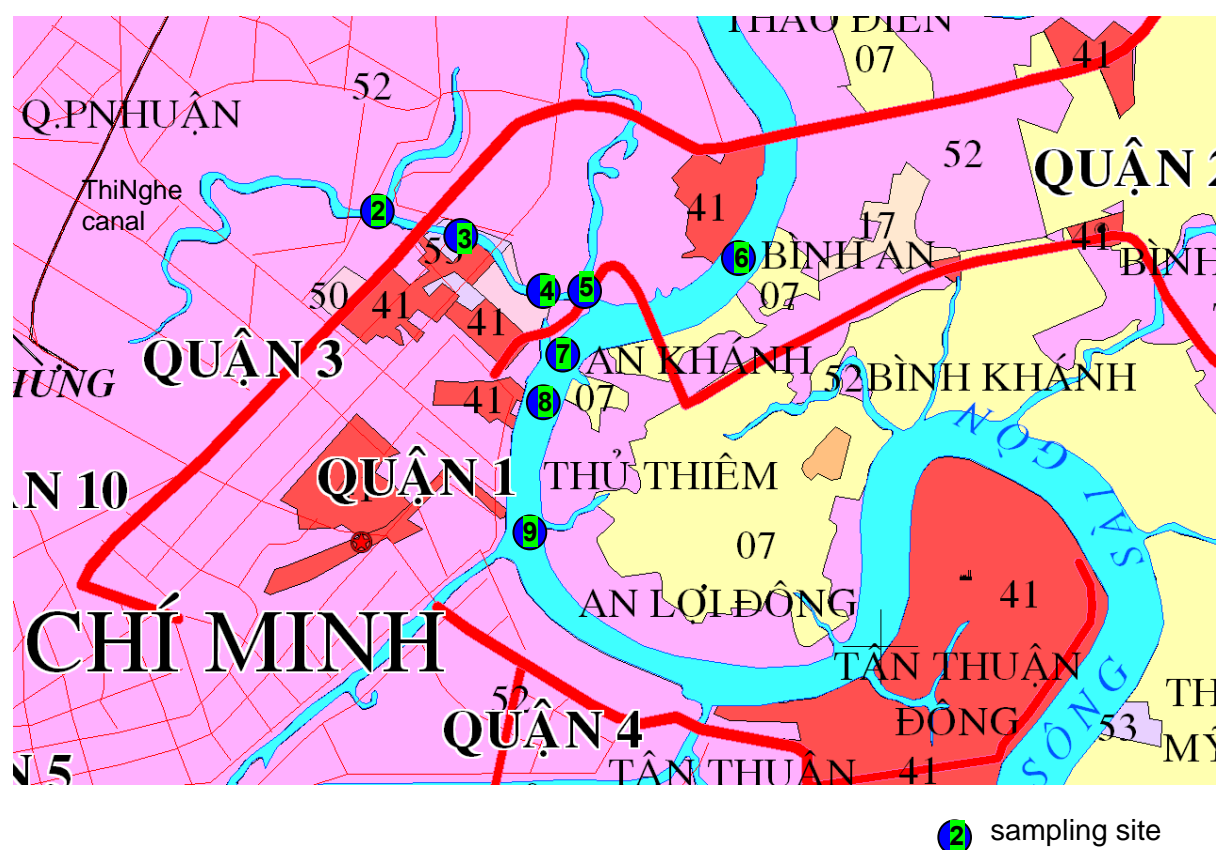 THẢO ĐIỀN
07
41
52
Q.PNHUẬN
52
QUẬN 2
ThiNghe
canal
2
41
17
3
53
41
6
BÌNH AN
BÌNH
50
41
4
5
07
41
QUẬN 3
7
AN KHÁNH
HƯNG
52
BÌNH KHÁNH
41
8
07
SÔNG SÀI GÒN
QUẬN 1
THỦ THIÊM
ẬN 10
9
07
41
AN LỢI ĐÔNG
CHÍ MINH
TÂN THUẬN
ĐÔNG
52
QUẬN 4
TH
53
MỸ
N 5
TÂN THUẬN
41
2 sampling site